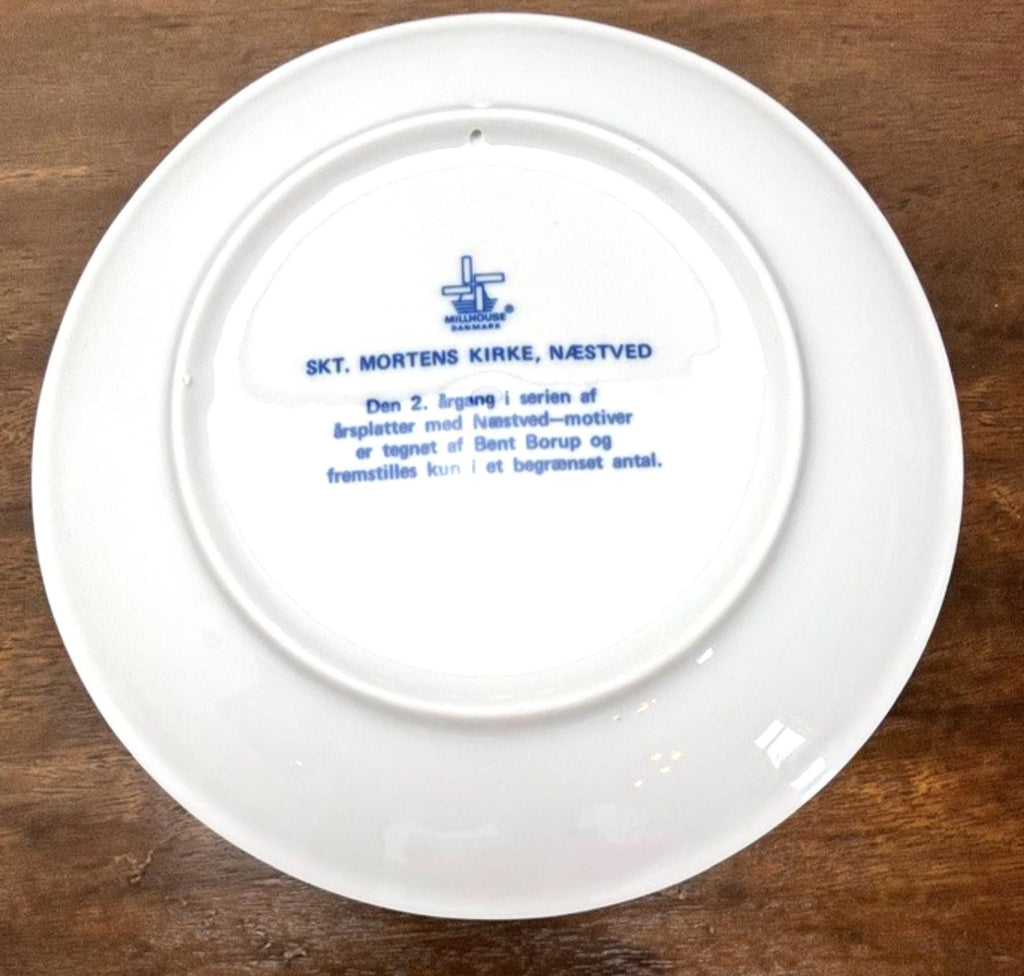 MILLHOUSE®
DANMARK
SKT. MORTENS KIRKE, NÆSTVED
Den 2. årgang i serien af
årsplatter med Næstved-motiver
er tegnet af Bent Borup og
fremstilles kun i et begrænset antal.